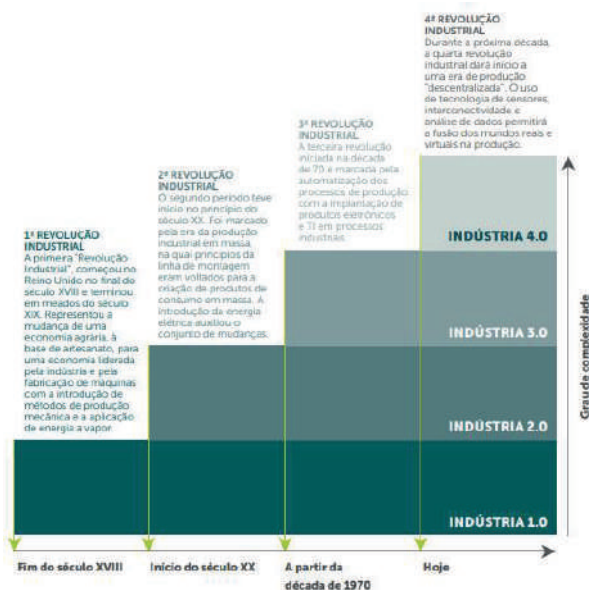 4ª REVOLUÇÃO
INDUSTRIAL
Durante a próxima década,
a quarta revolução
industrial dará início a
uma era de produção
"descentralizada". O uso
de tecnologia de sensores,
interconectividade e
análise de dados permitirá
a fusão dos mundos reais e
virtuais na produção.
3ª REVOLUÇÃO
INDUSTRIAL
A terceira revolução
iniciada na década
de 70 e marcada pela
automatização dos
processos de produção
com a implantação de
produtos eletrônicos
e TI em processos
industriais.
2ª REVOLUÇÃO
INDUSTRIAL
O segundo período teve
início no princípio do
século XX. Foi marcado
pela era da produção
industrial em massa,
na qual princípios da
linha de montagem
eram voltados para a
criação de produtos de
consumo em massa. A
introdução da energia
elétrica auxiliou o
conjunto de mudanças.
1ª REVOLUÇÃO
INDUSTRIAL
A primeira "Revolução
Industrial", começou no
Reino Unido no final do
século XVIII e terminou
em meados do século
XIX. Representou a
mudança de uma
economia agrária, à
base de artesanato, para
uma economia liderada
pela indústria e pela
fabricação de máquinas
com a introdução de
métodos de produção
mecânica e a aplicação
de energia a vapor.
INDÚSTRIA 4.0
INDÚSTRIA 3.0
INDÚSTRIA 2.0
INDÚSTRIA 1.0
Grau de complexidade
Fim do século XVIII
Início do século XX
A partir da
década de 1970
Hoje